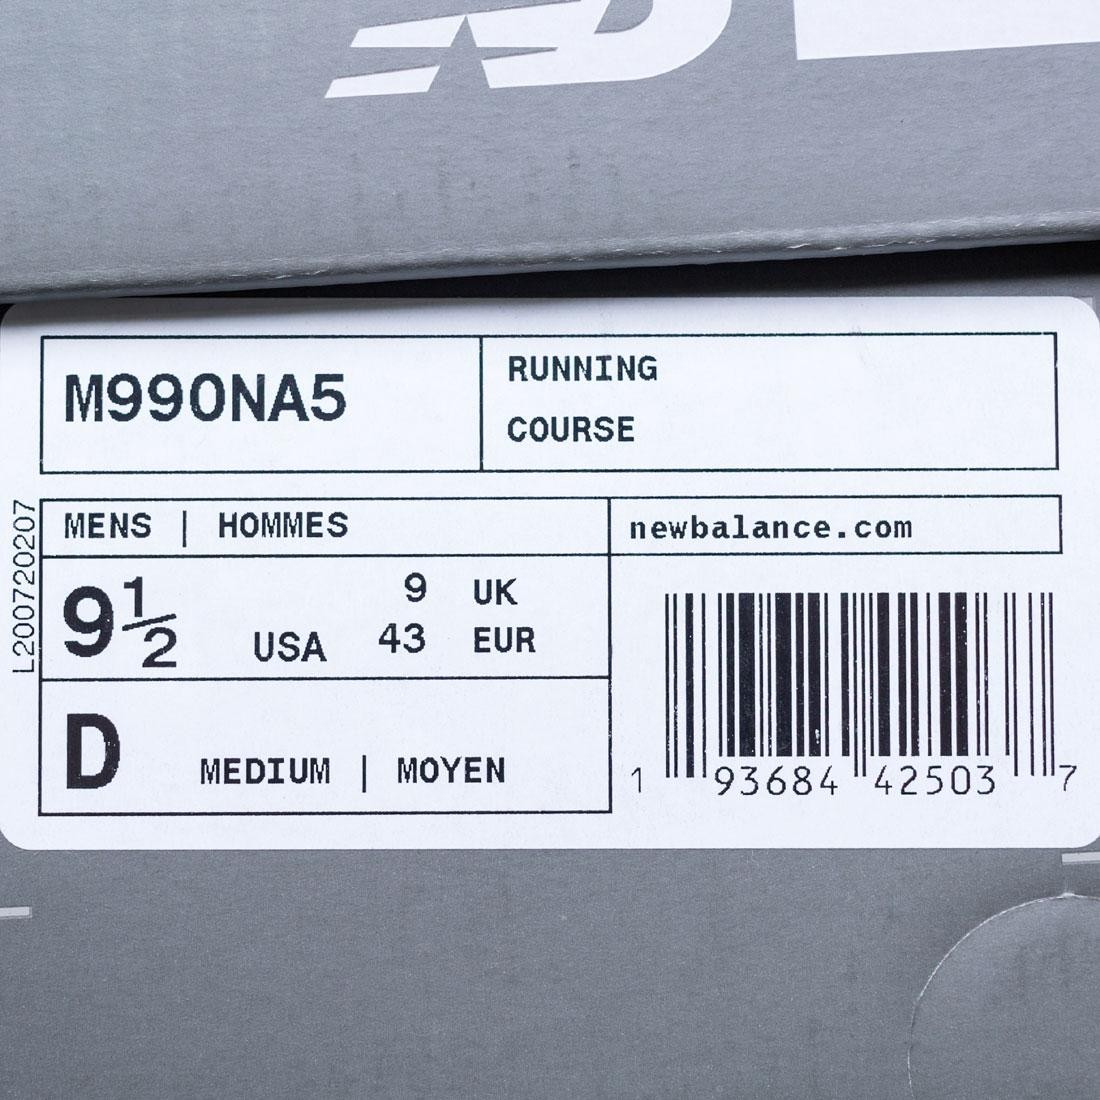 M990NA5
RUNNING
COURSE
MENS | HOMMES
newbalance.com
9½ USA
9 UK
43 EUR
D MEDIUM | MOYEN
1 93684 42503 7
L200720207